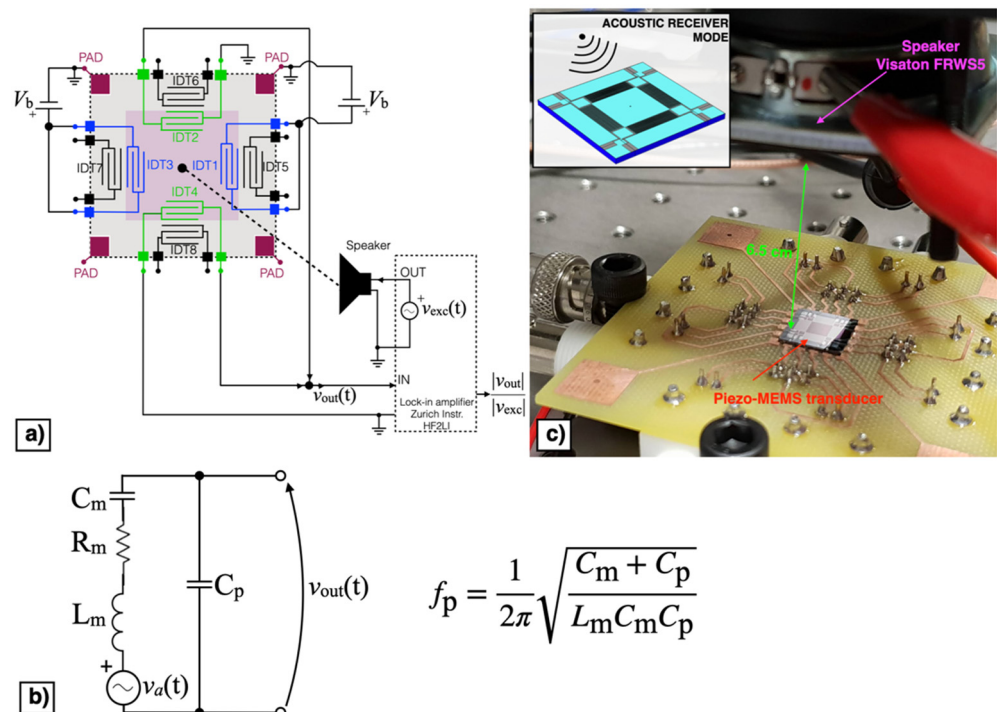 PAD
IDT6
PAD
V_b
+
IDT2
V_b
+
IDT7
IDT3
IDT1
IDT5
IDT4
IDT8
PAD
PAD
Speaker
OUT
+
v_exc(t)
IN
v_out(t)
Lock-in amplifier
Zurich Instr.
HF2LI
|v_out|
|v_exc|
a)
ACOUSTIC RECEIVER
MODE
Speaker
Visaton FRWS5
6.5 cm
Piezo-MEMS transducer
c)
C_m
R_m
L_m
+
v_a(t)
C_p
v_out(t)
b)
f_p = 1/2π √(C_m + C_p / L_m C_m C_p)